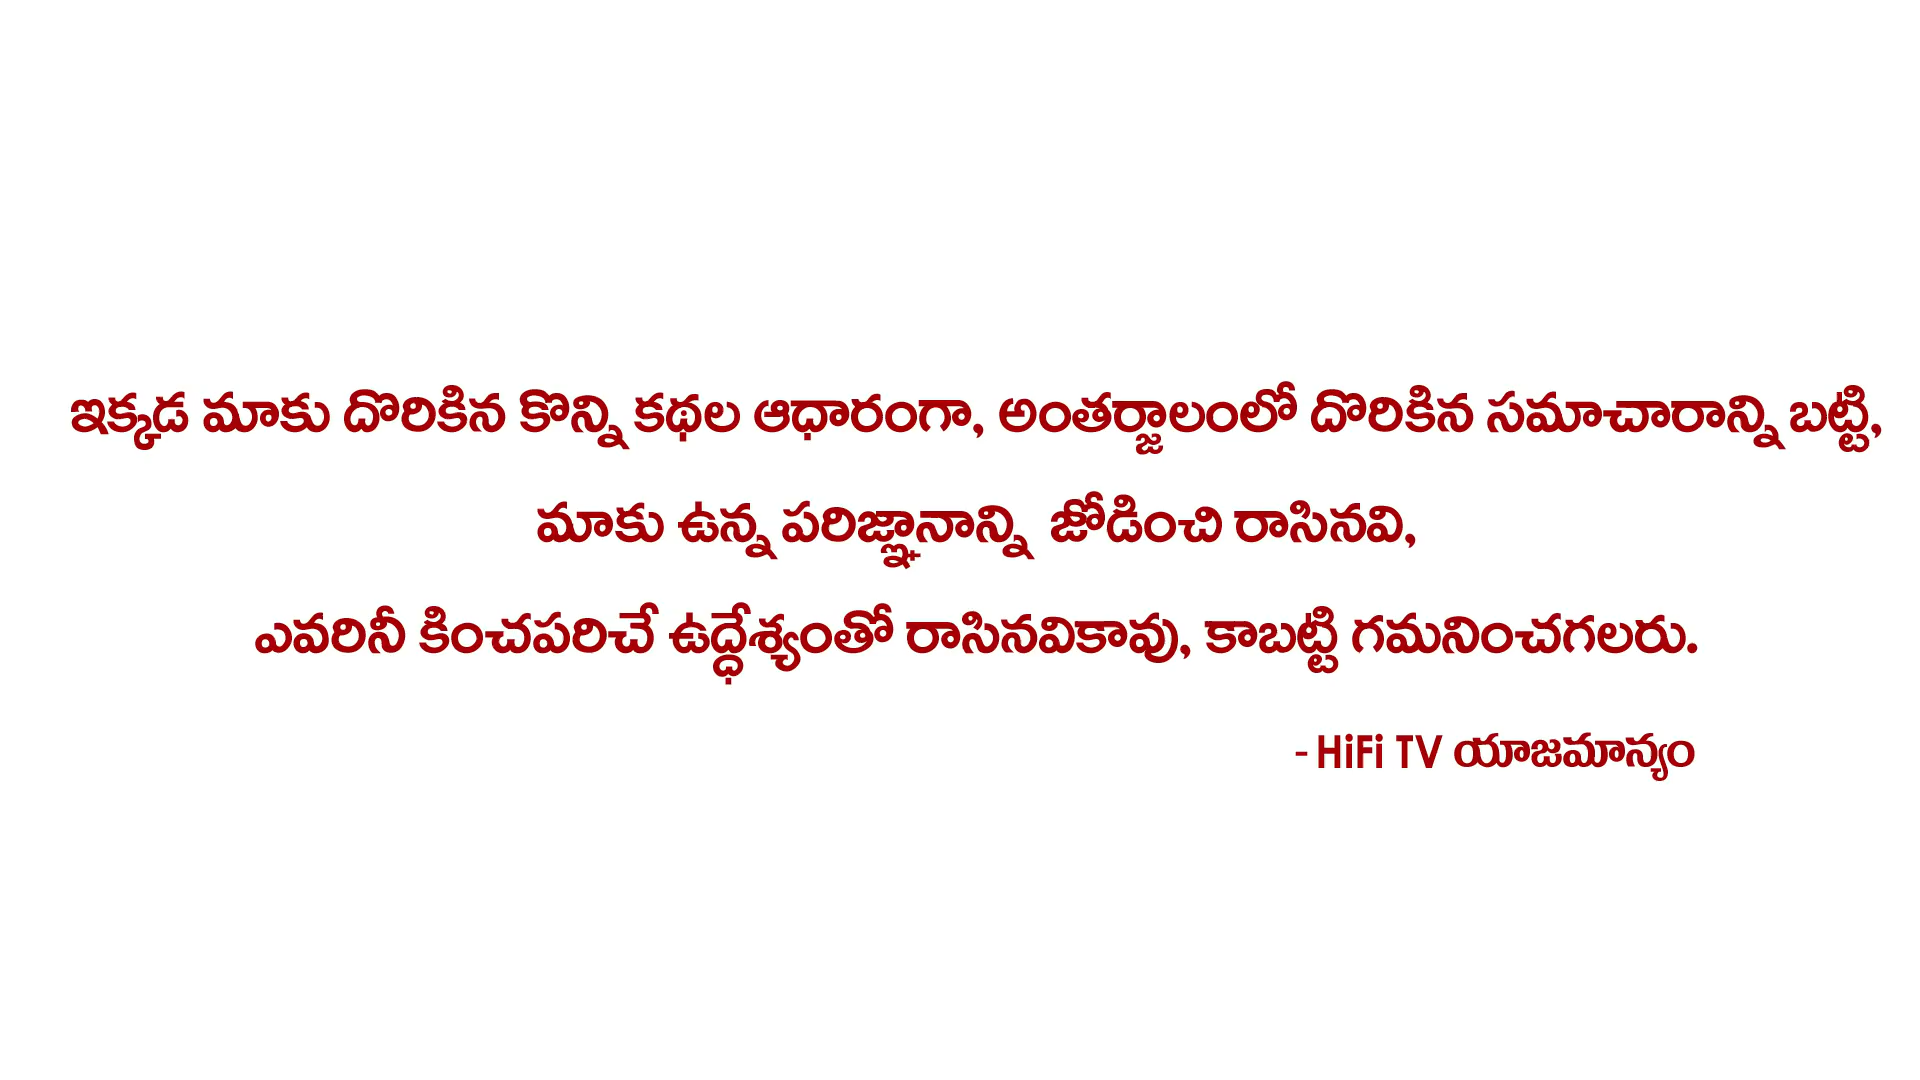 ఇక్కడ మాకు దొరికిన కొన్ని కథల ఆధారంగా, అంతర్జాలంలో దొరికిన సమాచారాన్ని బట్టి,
మాకు ఉన్న పరిజ్ఞానాన్ని జోడించి రాసినవి,
ఎవరినీ కించపరిచే ఉద్ధేశ్యంతో రాసినవికావు, కాబట్టి గమనించగలరు.
- HiFi TV యాజమాన్యం